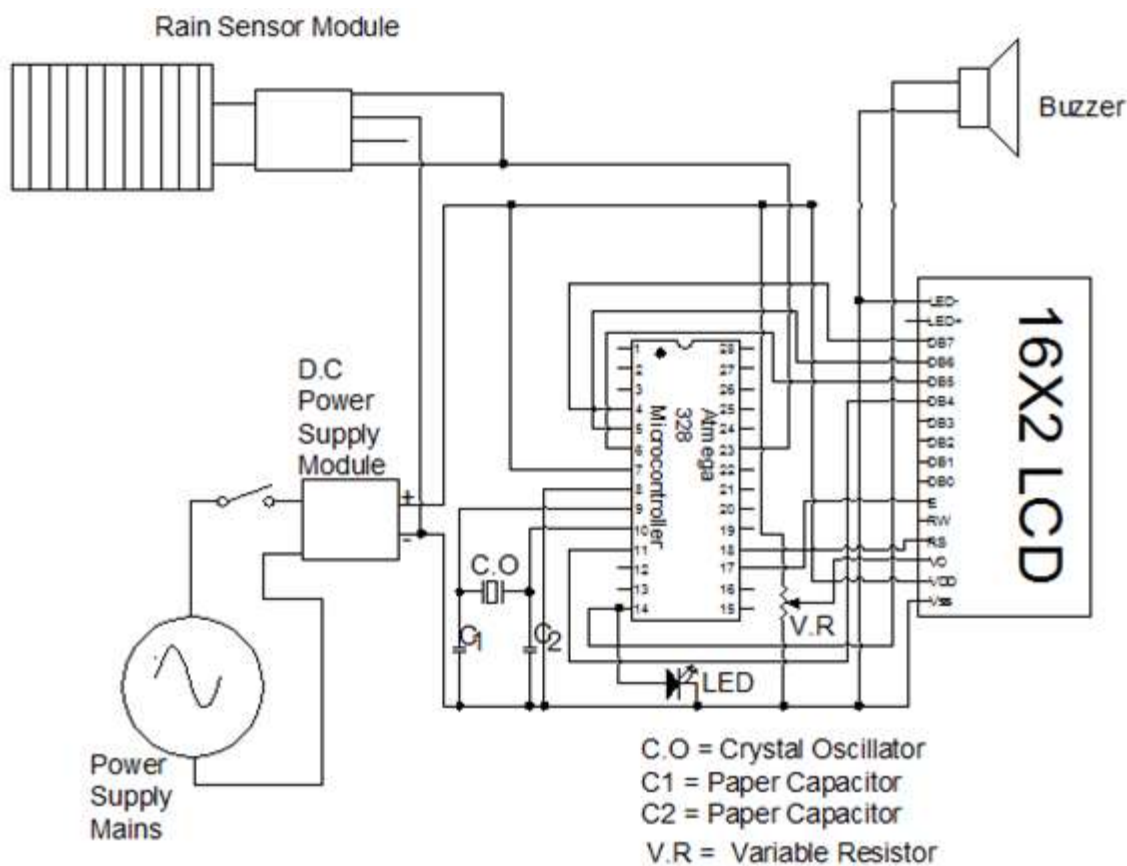 Rain Sensor Module
Buzzer
D.C
Power
Supply
Module
+
-
Power
Supply
Mains
C.O
C1
C2
1
2
3
4
5
6
7
8
9
10
11
12
13
14
Atmega
328
Microcontroller
28
27
26
25
24
23
22
21
20
19
18
17
16
15
V.R
LED
16X2 LCD
LED-
LED+
DB7
DB6
DB5
DB4
DB3
DB2
DB1
DB0
E
RW
RS
VO
VDD
Vss
C.O = Crystal Oscillator
C1 = Paper Capacitor
C2 = Paper Capacitor
V.R = Variable Resistor